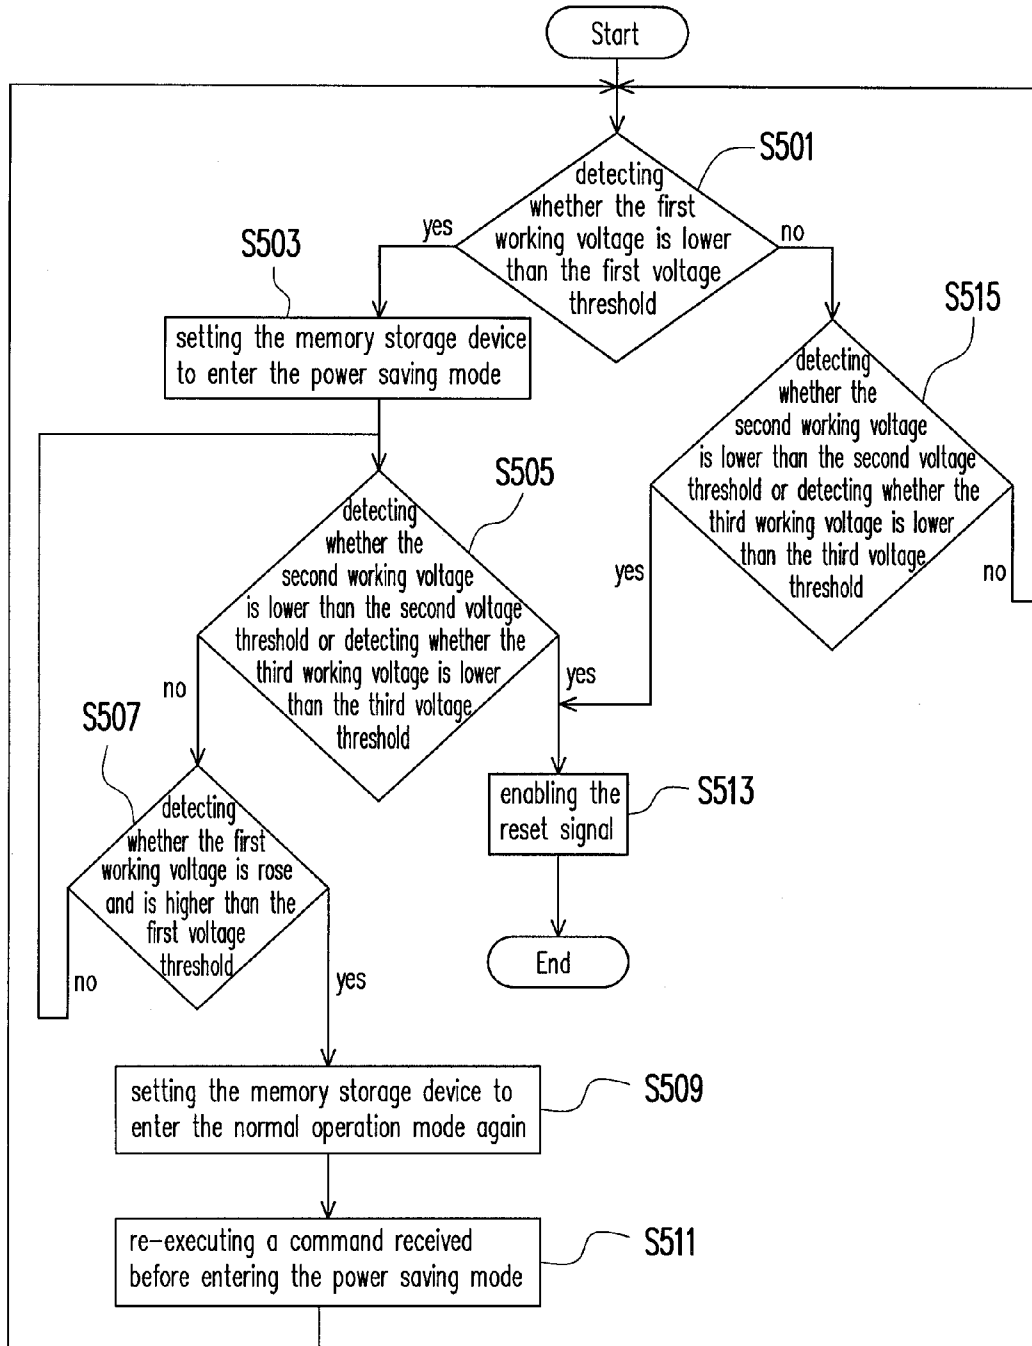 Start
S501
detecting
whether the first
working voltage is lower
than the first voltage
threshold
yes
no
S503
setting the memory storage device
to enter the power saving mode
S515
detecting
whether the
second working voltage
is lower than the second voltage
threshold or detecting whether the
third working voltage is lower
than the third voltage
threshold
yes
no
S505
detecting
whether the
second working voltage
is lower than the second voltage
threshold or detecting whether the
third working voltage is lower
than the third voltage
threshold
no
yes
S507
detecting
whether the first
working voltage is rose
and is higher than the
first voltage
threshold
no
yes
S513
enabling the
reset signal
End
setting the memory storage device to
enter the normal operation mode again
S509
re-executing a command received
before entering the power saving mode
S511